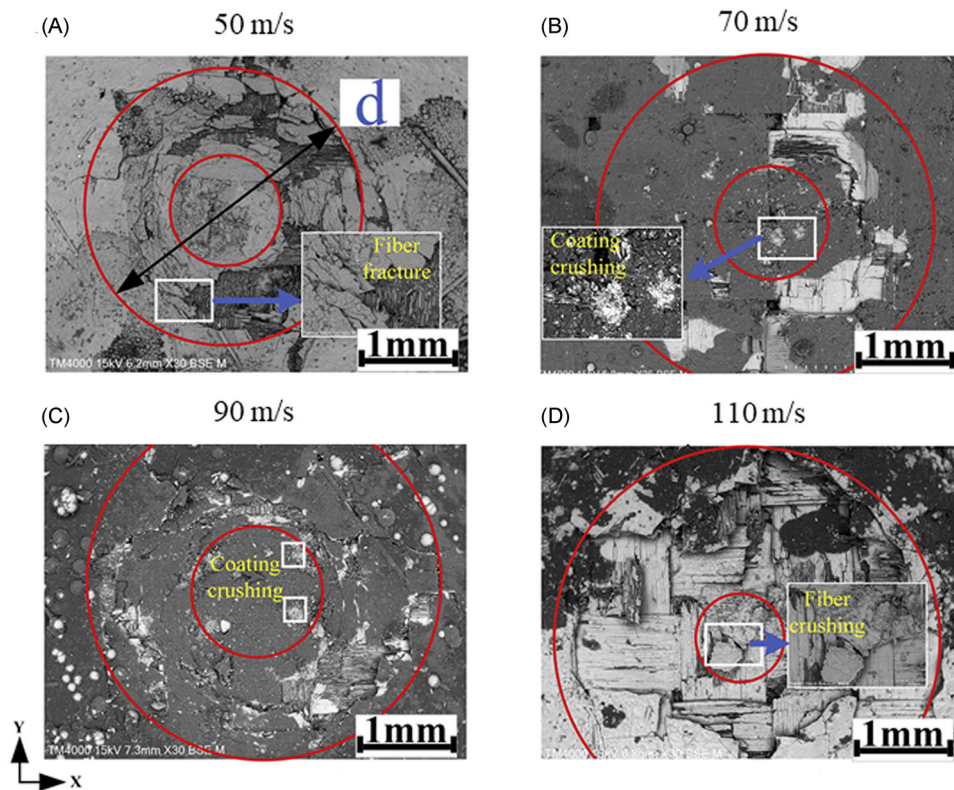 (A)
50 m/s
d
Fiber
fracture
1mm
TM4000 15kV 6.2mm X30 BSE M
(B)
70 m/s
Coating
crushing
1mm
(C)
90 m/s
Coating
crushing
1mm
TM4000 15kV 7.3mm X30 BSE M
(D)
110 m/s
Fiber
crushing
1mm
Y
X